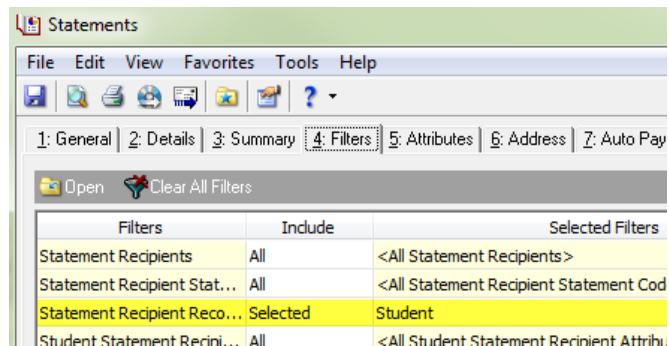 Statements
File Edit View Favorites Tools Help
1: General 2: Details 3: Summary 4: Filters 5: Attributes 6: Address 7: Auto Pay
Open Clear All Filters
Filters Include Selected Filters
Statement Recipients All <All Statement Recipients>
Statement Recipient Stat... All <All Statement Recipient Statement Cod
Statement Recipient Reco... Selected Student
Student Statement Recipi... All <All Student Statement Recipient Attribu